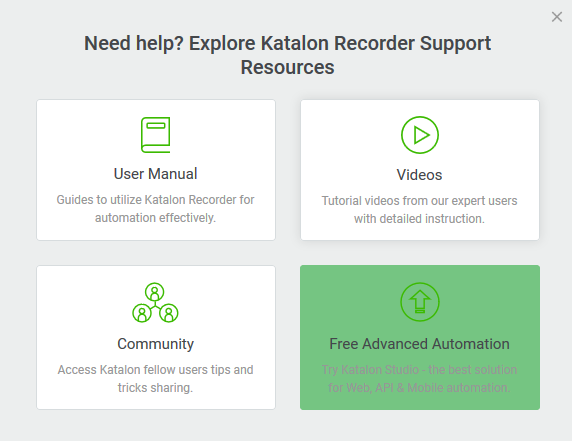 Need help? Explore Katalon Recorder Support
Resources
User Manual
Guides to utilize Katalon Recorder for
automation effectively.
Videos
Tutorial videos from our expert users
with detailed instruction.
Community
Access Katalon fellow users tips and
tricks sharing.
Free Advanced Automation
Try Katalon Studio - the best solution
for Web, API & Mobile automation.